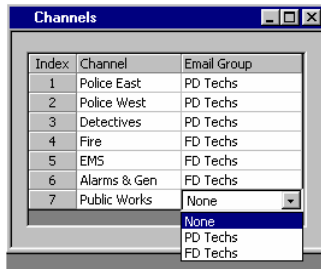 Channels
Index Channel Email Group
1 Police East PD Techs
2 Police West PD Techs
3 Detectives PD Techs
4 Fire FD Techs
5 EMS FD Techs
6 Alarms & Gen FD Techs
7 Public Works None
None
PD Techs
FD Techs